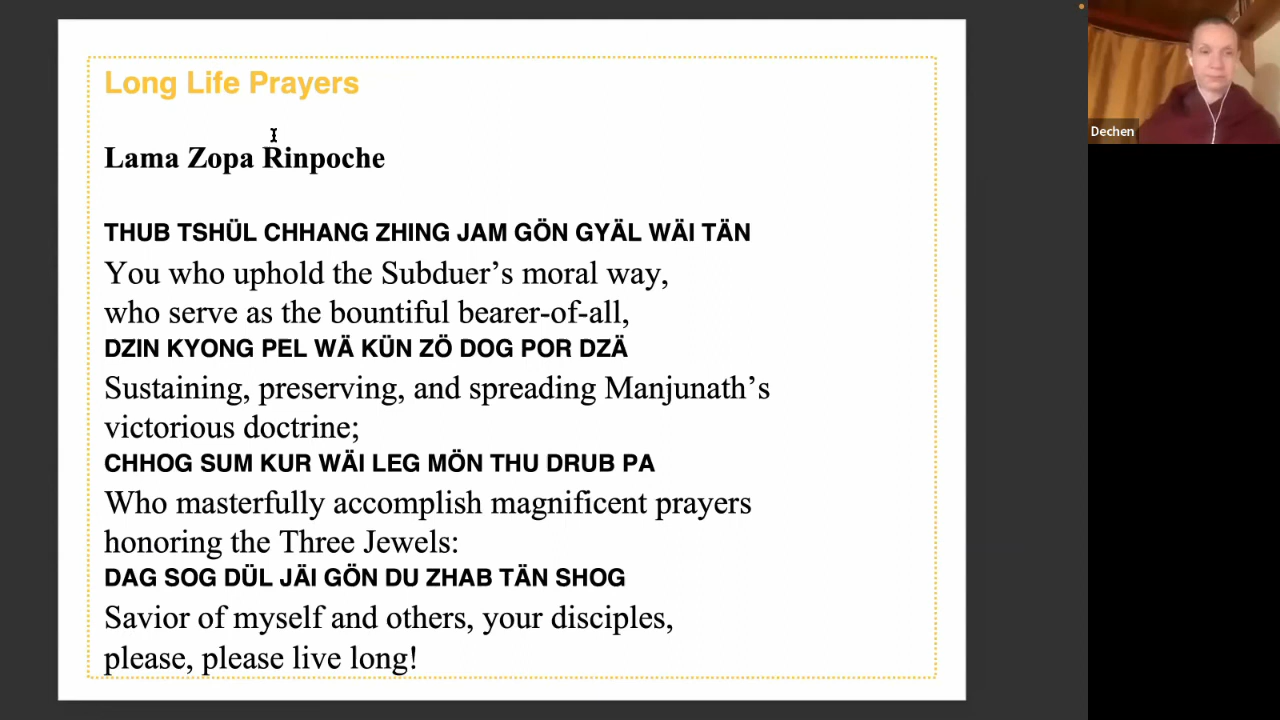 Long Life Prayers
Lama Zopa Rinpoche
THUB TSHÜL CHHANG ZHING JAM GÖN GYÄL WÄI TÄN
You who uphold the Subduer’s moral way,
who serve as the bountiful bearer-of-all,
DZIN KYONG PEL WÄ KÜN ZÖ DOG POR DZÄ
Sustaining, preserving, and spreading Manjunath’s
victorious doctrine;
CHHOG SUM KUR WÄI LEG MÖN THU DRUB PA
Who masterfully accomplish magnificent prayers
honoring the Three Jewels:
DAG SOG DÜL JÄI GÖN DU ZHAB TÄN SHOG
Savior of myself and others, your disciples,
please, please live long!
Dechen